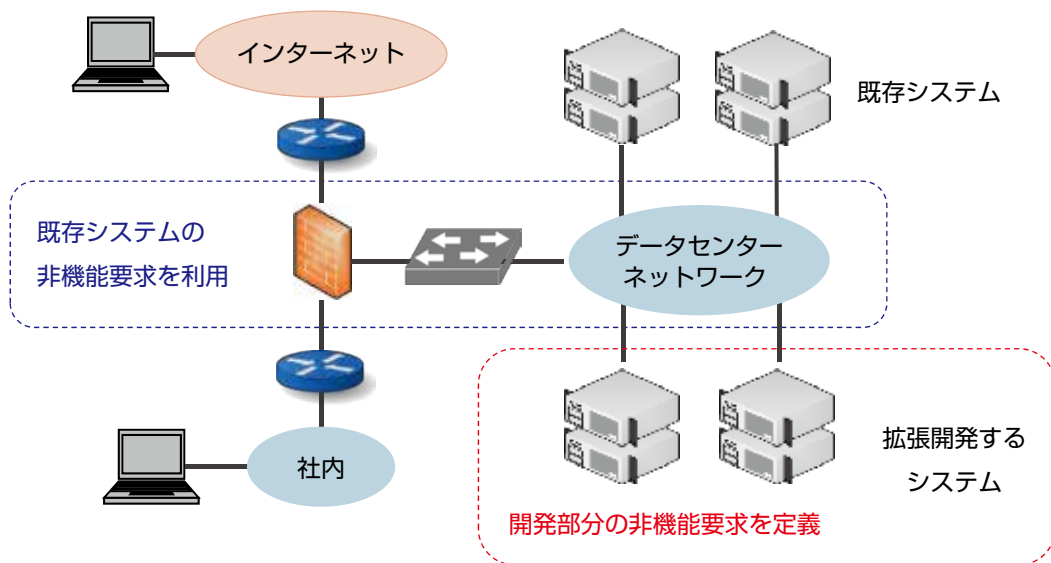 インターネット
既存システム
既存システムの
非機能要求を利用
データセンター
ネットワーク
社内
拡張開発する
システム
開発部分の非機能要求を定義